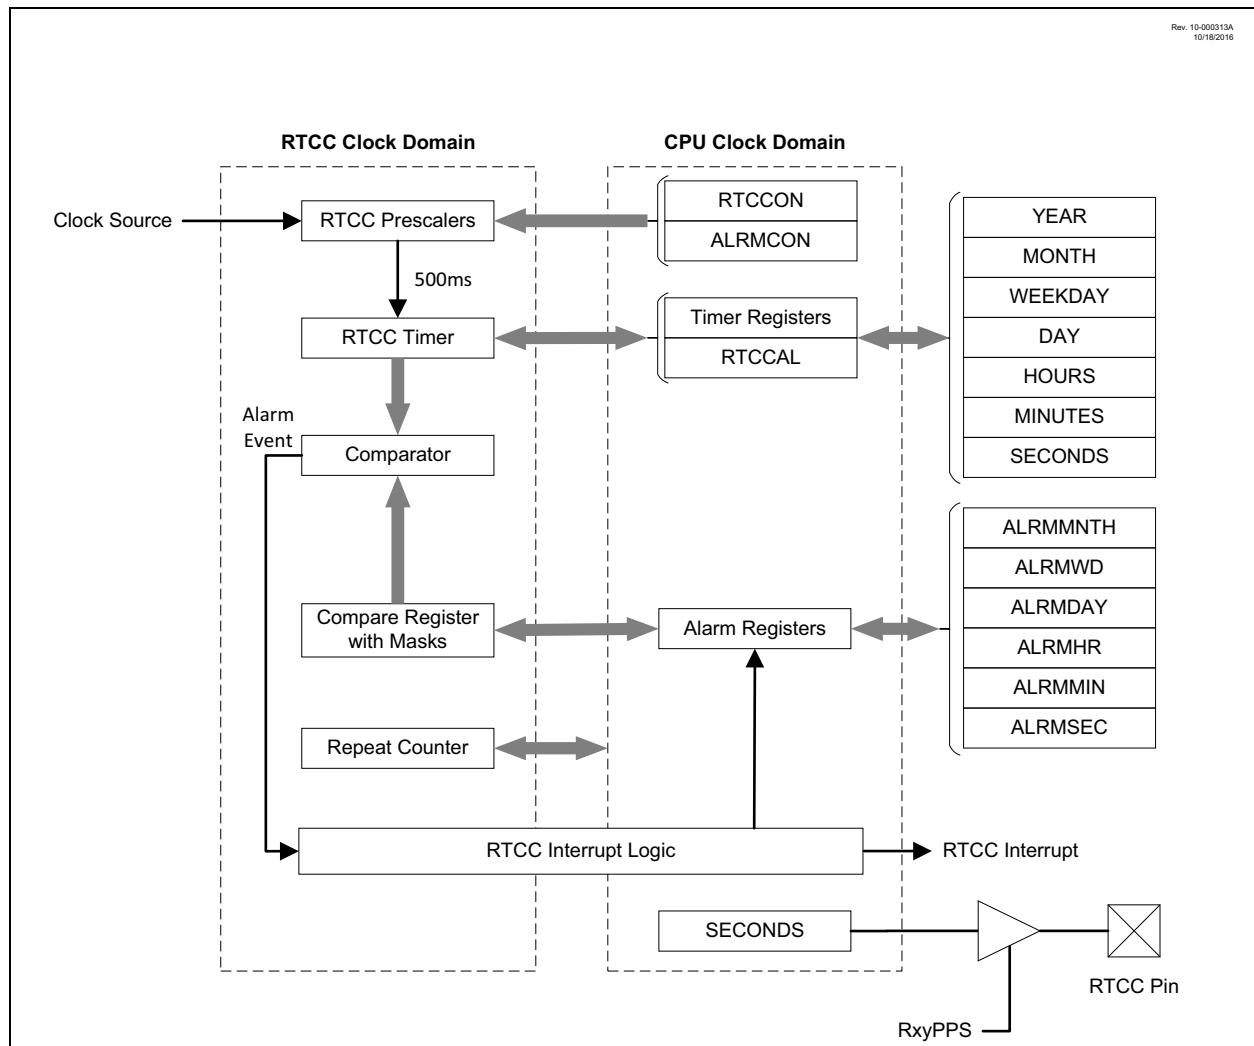 Rev. 10-000313A
10/18/2016
RTCC Clock Domain
CPU Clock Domain
Clock Source
RTCC Prescalers
RTCCON
ALRMCON
500ms
RTCC Timer
Timer Registers
RTCCAL
YEAR
MONTH
WEEKDAY
DAY
HOURS
MINUTES
SECONDS
Alarm
Event
Comparator
Compare Register
with Masks
Alarm Registers
ALRMMNTH
ALRMWD
ALRMDAY
ALRMHR
ALRMMIN
ALRMSEC
Repeat Counter
RTCC Interrupt Logic
RTCC Interrupt
SECONDS
RTCC Pin
RxyPPS